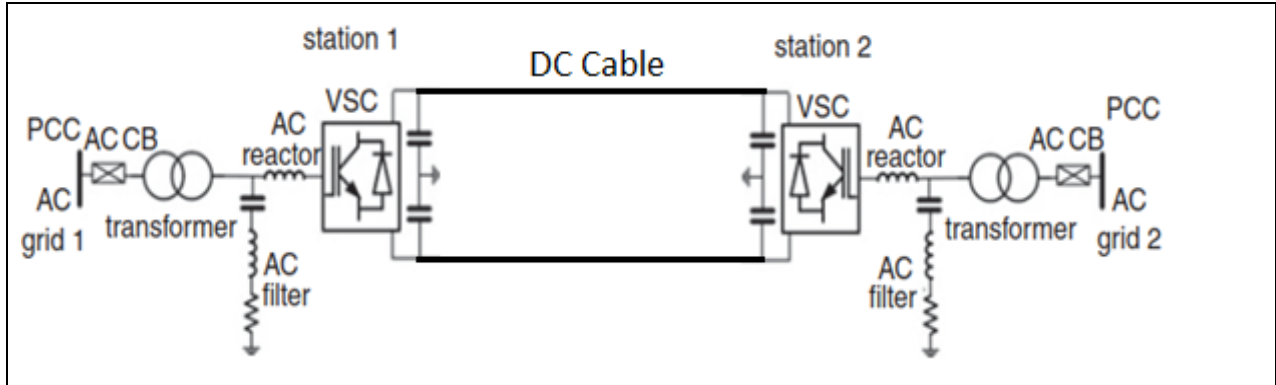 station 1
DC Cable
station 2
VSC
VSC
PCC
AC CB
AC
reactor
AC
reactor
AC CB
PCC
AC
grid 1
transformer
transformer
AC
grid 2
AC
filter
AC
filter